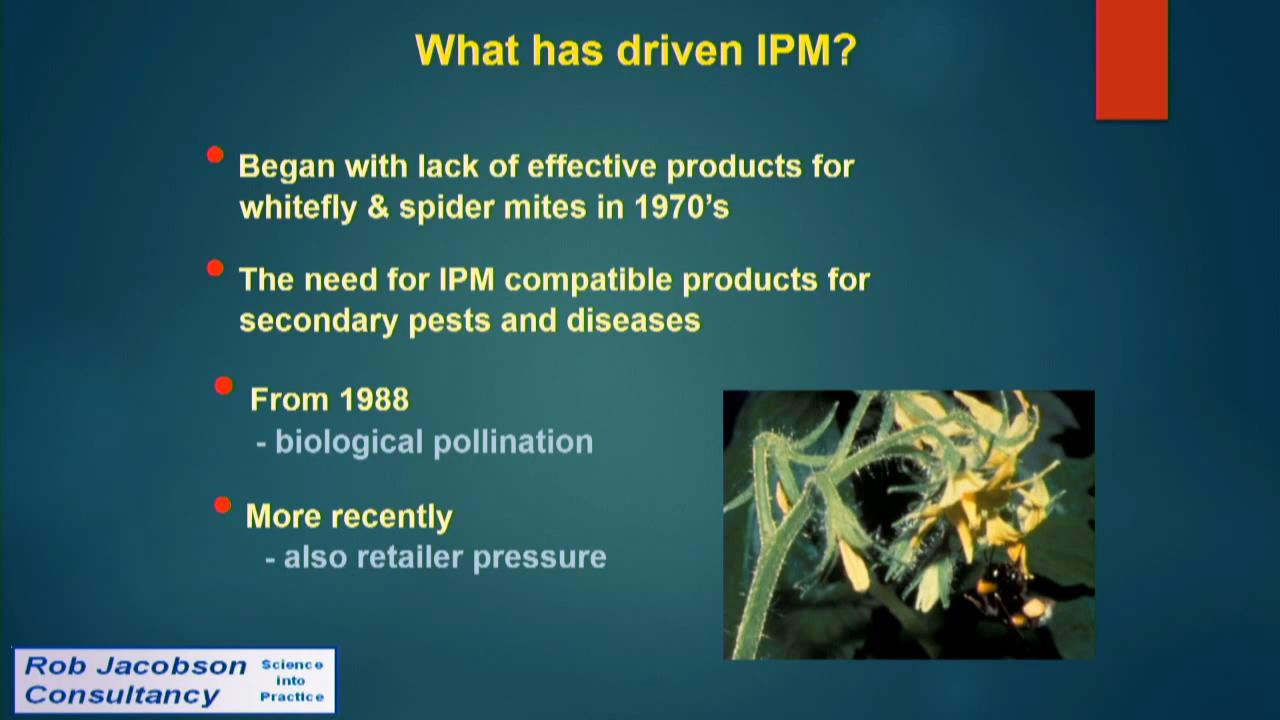 What has driven IPM?
Began with lack of effective products for
whitefly & spider mites in 1970’s
The need for IPM compatible products for
secondary pests and diseases
From 1988
- biological pollination
More recently
- also retailer pressure
Rob Jacobson
Consultancy
Science
into
Practice